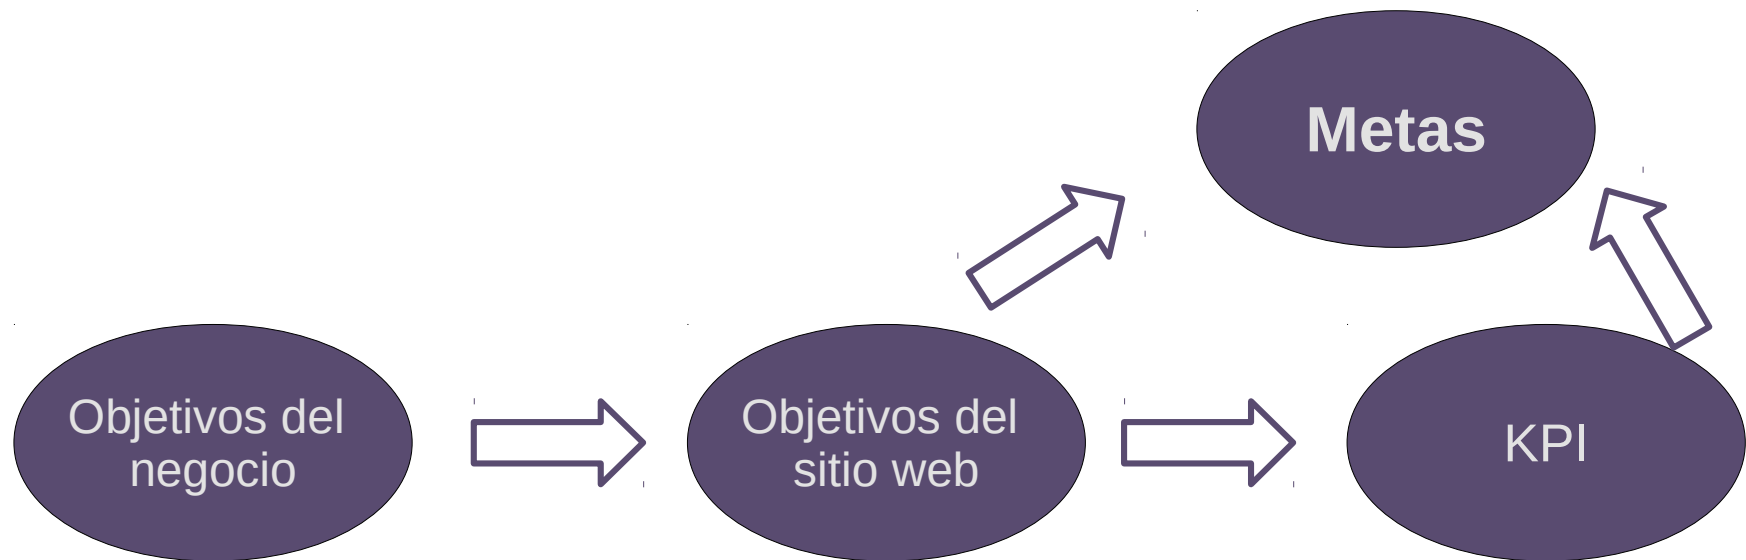 Metas
Objetivos del
negocio
Objetivos del
sitio web
KPI